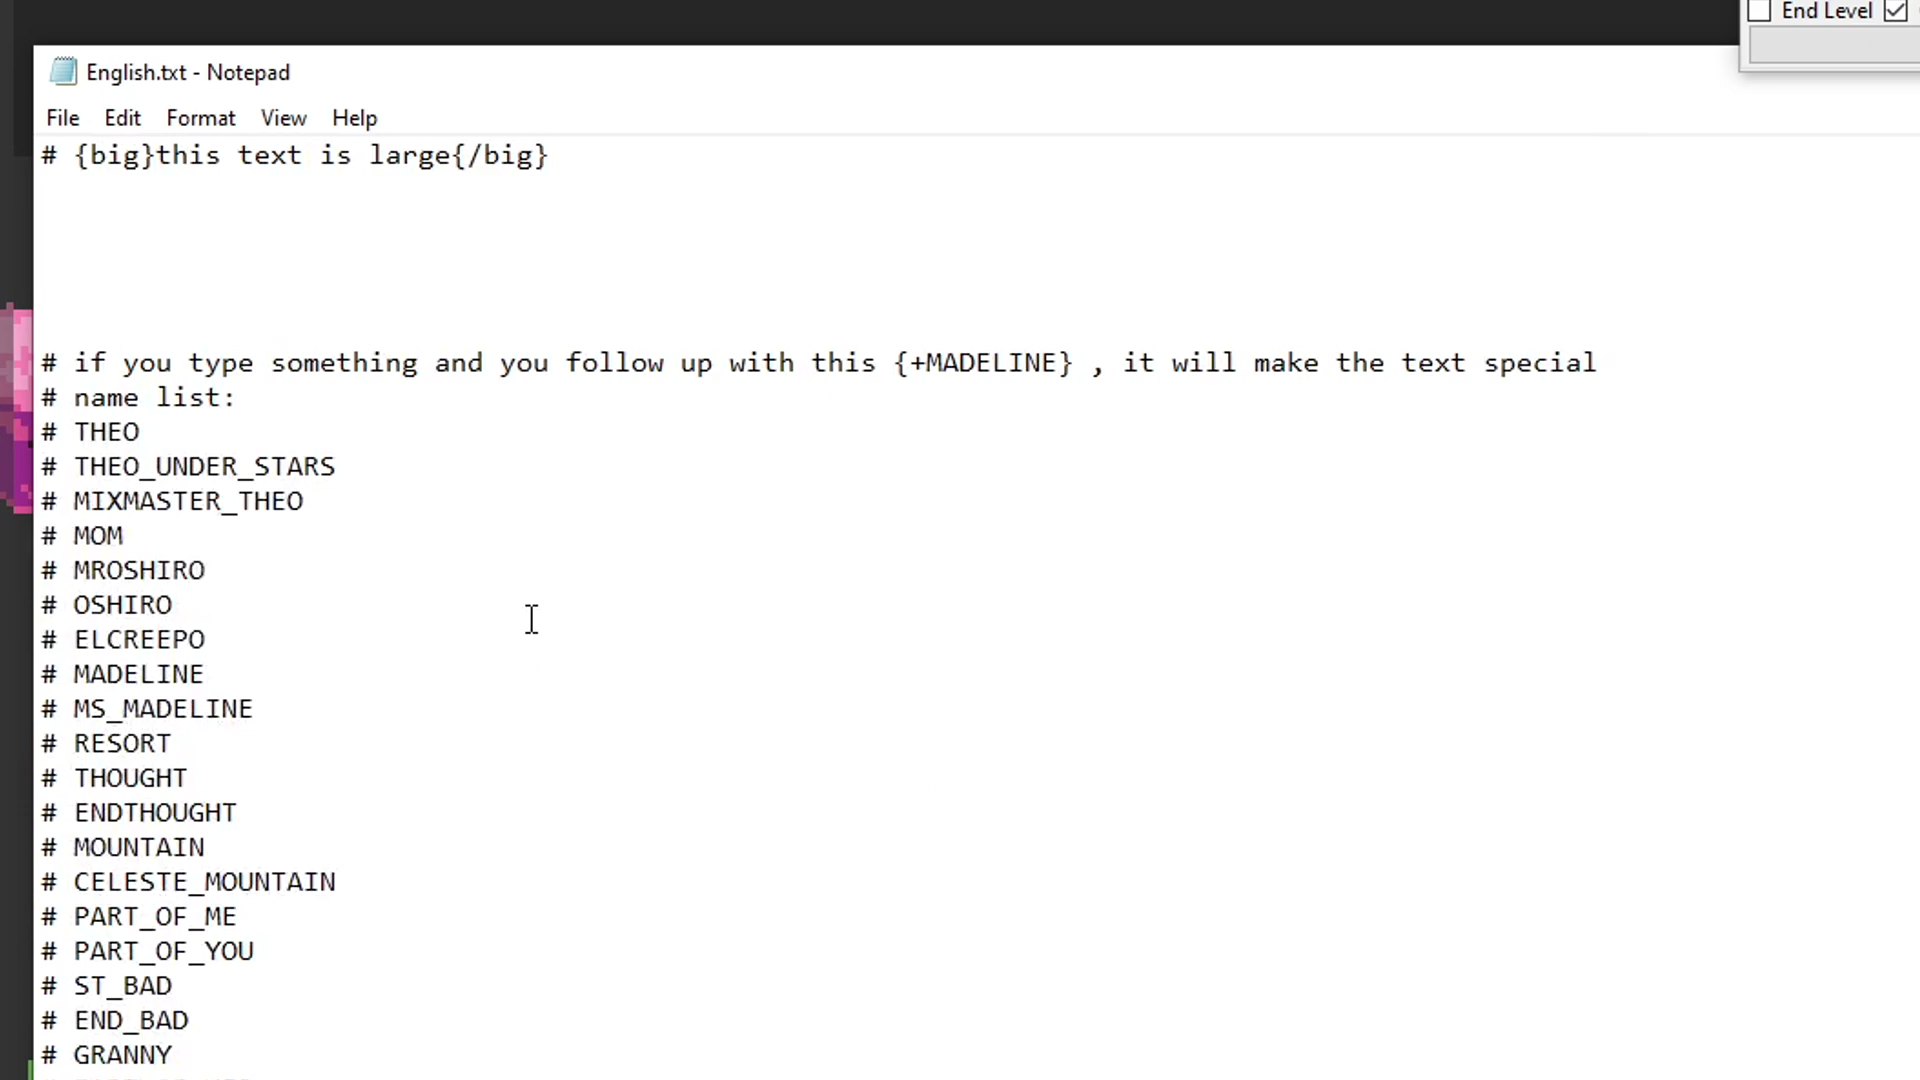 End Level
English.txt - Notepad
File Edit Format View Help
# {big}this text is large{/big}
# if you type something and you follow up with this {+MADELINE} , it will make the text special
# name list:
# THEO
# THEO_UNDER_STARS
# MIXMASTER_THEO
# MOM
# MROSHIRO
# OSHIRO
# ELCREEPO
# MADELINE
# MS_MADELINE
# RESORT
# THOUGHT
# ENDTHOUGHT
# MOUNTAIN
# CELESTE_MOUNTAIN
# PART_OF_ME
# PART_OF_YOU
# ST_BAD
# END_BAD
# GRANNY